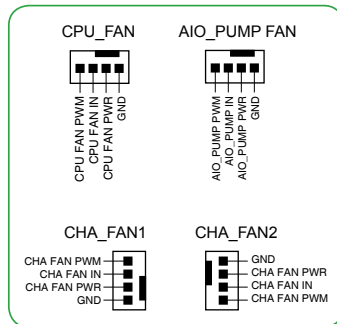 CPU_FAN
CPU FAN PWM
CPU FAN IN
CPU FAN PWR
GND
AIO_PUMP FAN
AIO_PUMP PWM
AIO_PUMP IN
AIO_PUMP PWR
GND
CHA_FAN1
CHA FAN PWM
CHA FAN IN
CHA FAN PWR
GND
CHA_FAN2
GND
CHA FAN PWR
CHA FAN IN
CHA FAN PWM